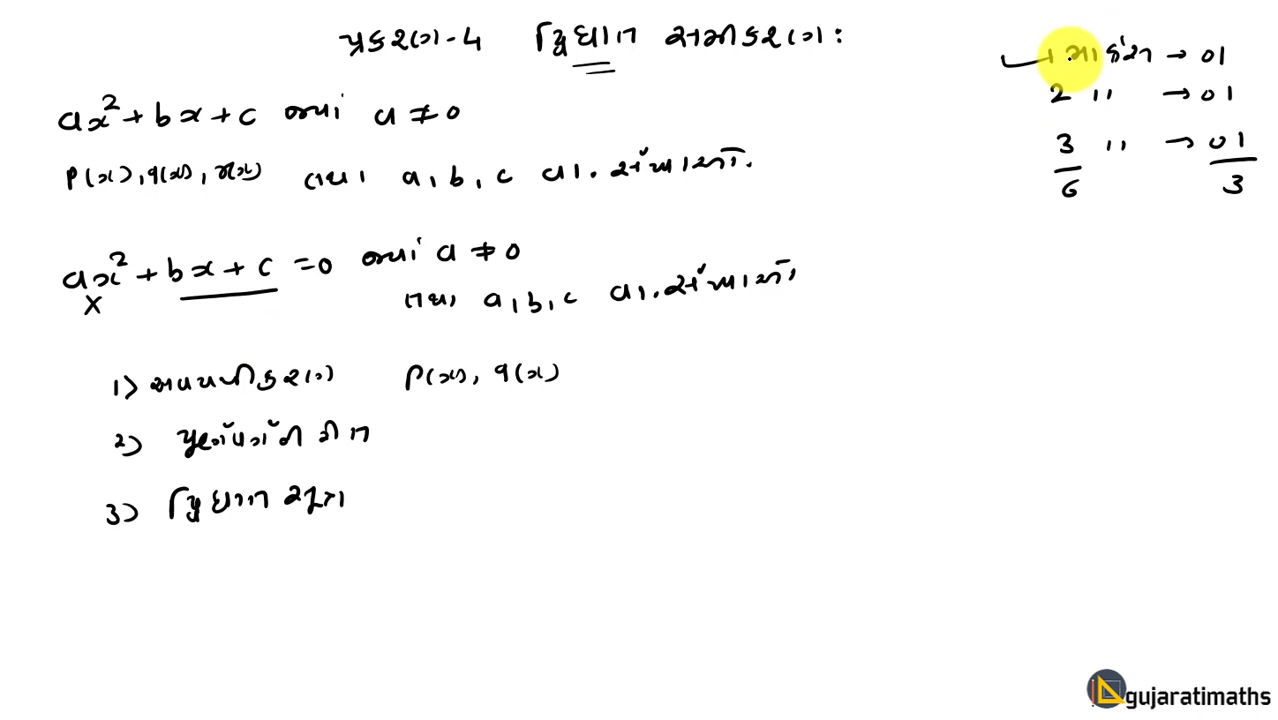 પ્રકરણ-4 દ્વિઘાત સમીકરણ :
1 માર્કસ → 01
2 " → 01
3 " → 01
6 3
ax² + bx + c જ્યાં a ≠ 0
P(x), q(x), r(x) તથા a, b, c વા. સંખ્યાઓ.
ax² + bx + c = 0 જ્યાં a ≠ 0
x તથા a, b, c વા. સંખ્યાઓ
1) અવયવીકરણ P(x), q(x)
2) પૂર્ણવર્ગની રીત
3) દ્વિઘાત સૂત્ર
gujaratimaths